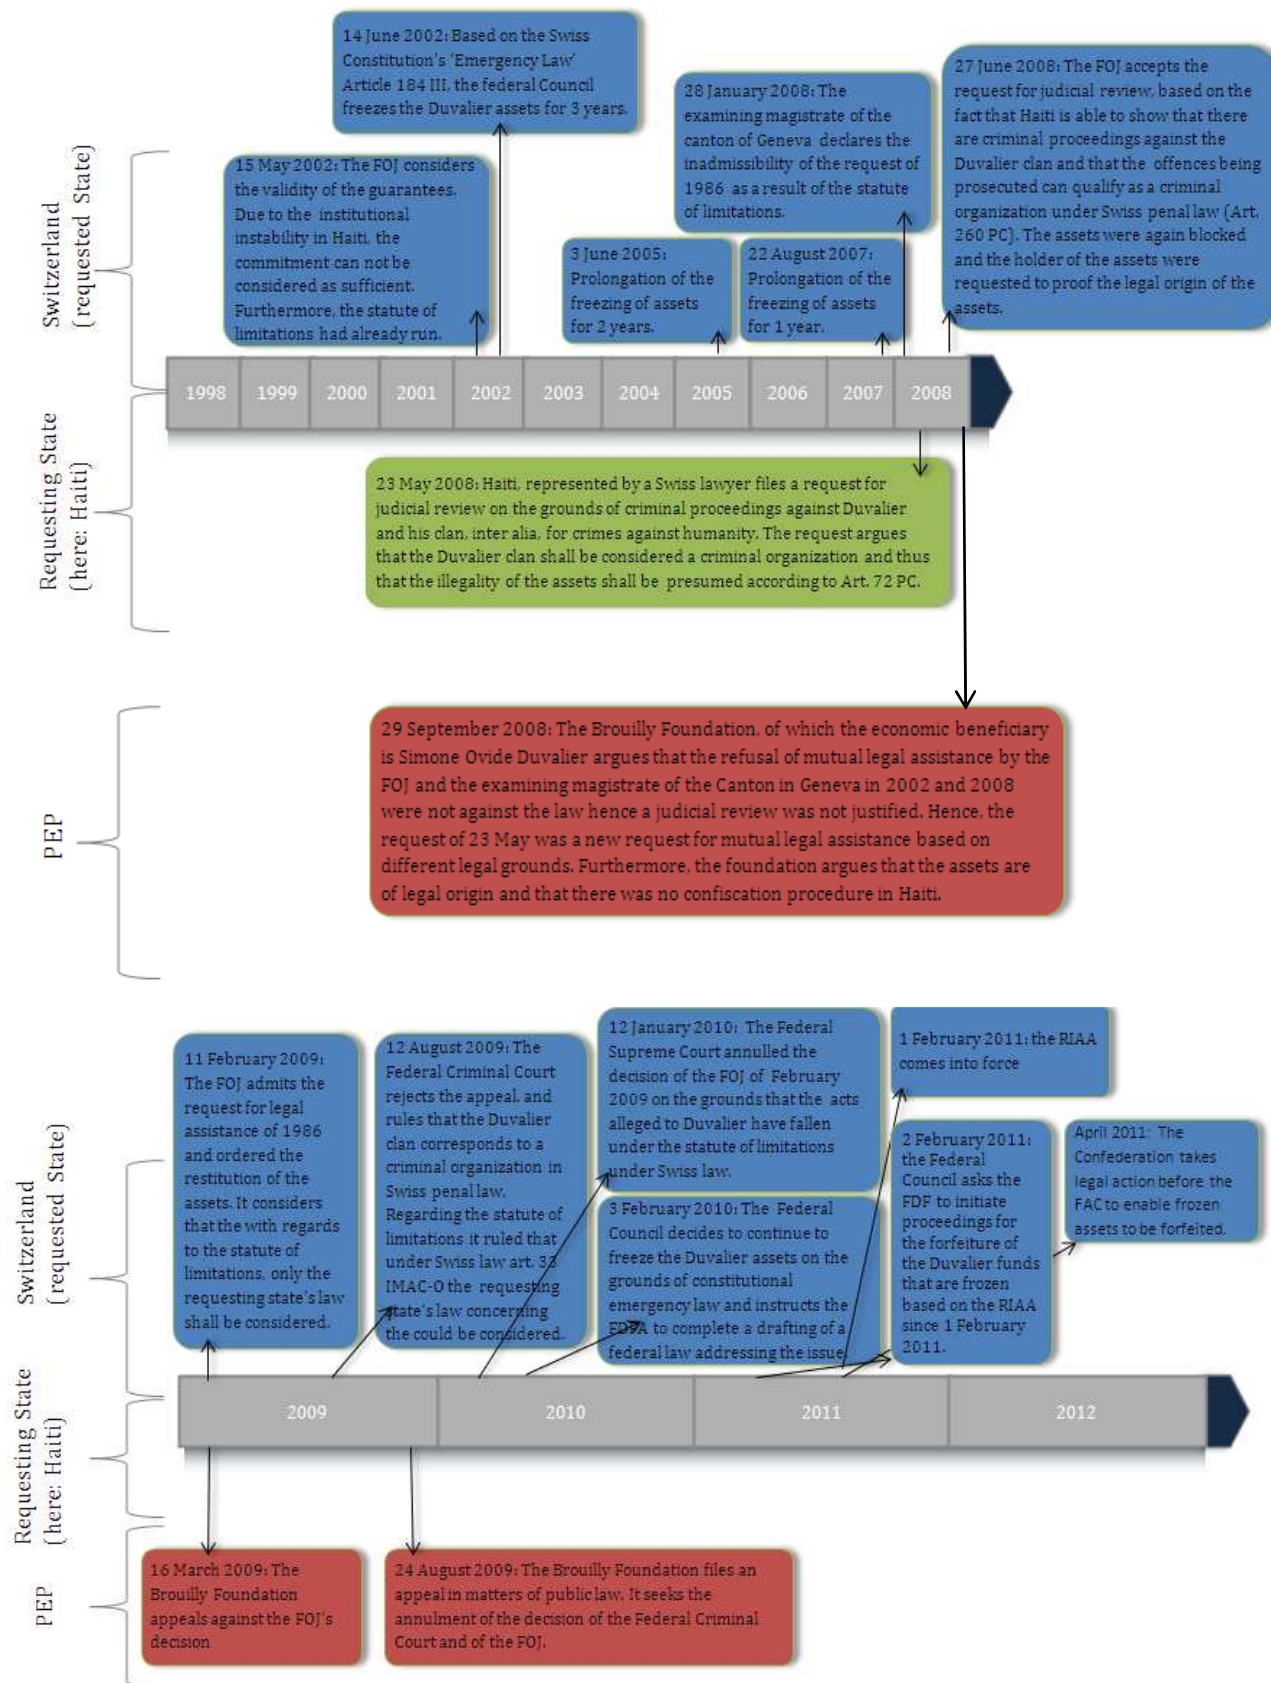 14 June 2002: Based on the Swiss
Constitution's 'Emergency Law'
Article 184 III, the federal Council
freezes the Duvalier assets for 3 years.
27 June 2008: The FOJ accepts the
request for judicial review, based on the
fact that Haiti is able to show that there
are criminal proceedings against the
Duvalier clan and that the offences being
prosecuted can qualify as a criminal
organization under Swiss penal law (Art.
260 PC). The assets were again blocked
and the holder of the assets were
requested to proof the legal origin of the
assets.
28 January 2008: The
examining magistrate of the
canton of Geneva declares the
inadmissibility of the request of
1986 as a result of the statute
of limitations.
15 May 2002: The FOJ considers
the validity of the guarantees.
Due to the institutional
instability in Haiti, the
commitment can not be
considered as sufficient.
Furthermore, the statute of
limitations had already run.
3 June 2005:
Prolongation of the
freezing of assets
for 2 years.
22 August 2007:
Prolongation of the
freezing of assets
for 1 year.
Switzerland
(requested State)
1998 1999 2000 2001 2002 2003 2004 2005 2006 2007 2008
Requesting State
(here: Haiti)
23 May 2008: Haiti, represented by a Swiss lawyer files a request for
judicial review on the grounds of criminal proceedings against Duvalier
and his clan, inter alia, for crimes against humanity. The request argues
that the Duvalier clan shall be considered a criminal organization and thus
that the illegality of the assets shall be presumed according to Art. 72 PC.
PEP
29 September 2008: The Brouilly Foundation, of which the economic beneficiary
is Simone Ovide Duvalier argues that the refusal of mutual legal assistance by the
FOJ and the examining magistrate of the Canton in Geneva in 2002 and 2008
were not against the law hence a judicial review was not justified. Hence, the
request of 23 May was a new request for mutual legal assistance based on
different legal grounds. Furthermore, the foundation argues that the assets are
of legal origin and that there was no confiscation procedure in Haiti.
11 February 2009:
The FOJ admits the
request for legal
assistance of 1986
and ordered the
restitution of the
assets. It considers
that the with regards
to the statute of
limitations, only the
requesting state's law
shall be considered.
12 August 2009: The
Federal Criminal Court
rejects the appeal, and
rules that the Duvalier
clan corresponds to a
criminal organization in
Swiss penal law.
Regarding the statute of
limitations it ruled that
under Swiss law art. 33
IMAC-O the requesting
state's law concerning
the could be considered.
12 January 2010: The Federal
Supreme Court annulled the
decision of the FOJ of February
2009 on the grounds that the acts
alleged to Duvalier have fallen
under the statute of limitations
under Swiss law.
3 February 2010: The Federal
Council decides to continue to
freeze the Duvalier assets on the
grounds of constitutional
emergency law and instructs the
FDFA to complete a drafting of a
federal law addressing the issue.
1 February 2011: the RIAA
comes into force
2 February 2011:
the Federal
Council asks the
FDF to initiate
proceedings for
the forfeiture of
the Duvalier funds
that are frozen
based on the RIAA
since 1 February
2011.
April 2011: The
Confederation takes
legal action before the
FAC to enable frozen
assets to be forfeited.
Switzerland
(requested State)
2009 2010 2011 2012
Requesting State
(here: Haiti)
PEP
16 March 2009: The
Brouilly Foundation
appeals against the FOJ's
decision
24 August 2009: The Brouilly Foundation files an
appeal in matters of public law. It seeks the
annulment of the decision of the Federal Criminal
Court and of the FOJ.